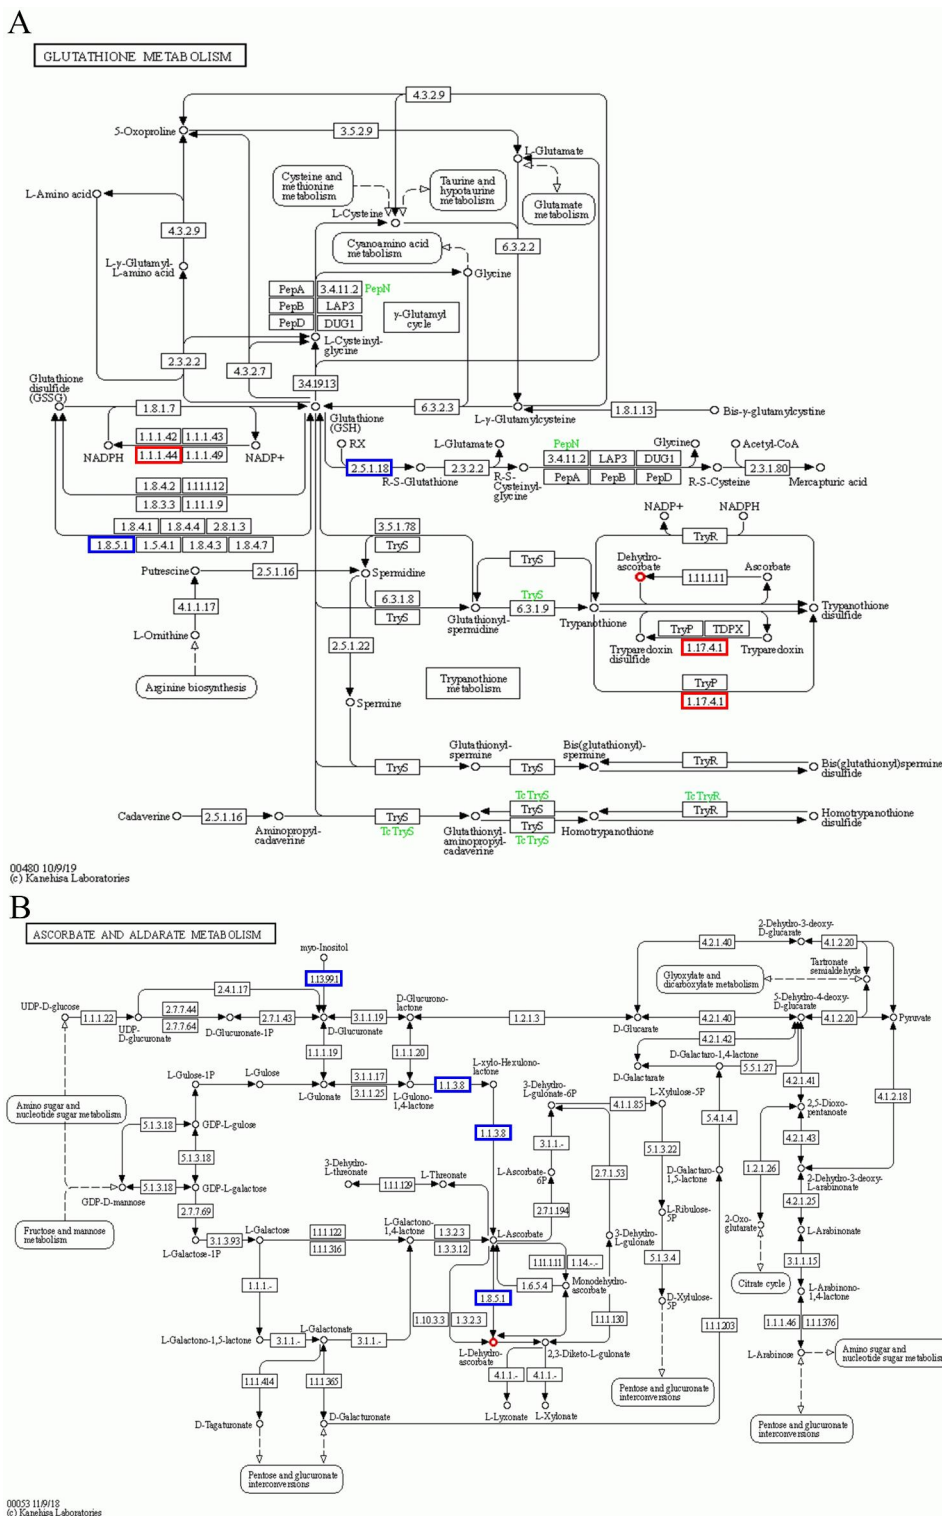 A
GLUTATHIONE METABOLISM
4.3.2.9
5-Oxoproline
3.5.2.9
L-Glutamate
Cysteine and
methionine
metabolism
Taurine and
hypotaurine
metabolism
Glutamate
metabolism
L-Amino acid
L-Cysteine
4.3.2.9
6.3.2.2
Cyanoamino acid
metabolism
L-γ-Glutamyl-
L-amino acid
Glycine
PepA 3.4.11.2 PepN
PepB LAP3
PepD DUG1
γ-Glutamyl
cycle
L-Cysteinyl-
glycine
2.3.2.2
4.3.2.7
3.4.19.13
Glutathione
disulfide
(GSSG)
1.8.1.7
Glutathione
(GSH)
6.3.2.3
L-γ-Glutamylcysteine
1.8.1.13
Bis-γ-glutamylcystine
1.1.1.42 1.1.1.43
NADPH
NADP+
1.1.1.44 1.1.1.49
RX
L-Glutamate
PepN
Glycine
Acetyl-CoA
2.5.1.18
R-S-Glutathione
2.3.2.2
R-S-
Cysteinyl-
glycine
3.4.11.2 LAP3 DUG1
PepA PepB PepD
R-S-Cysteine
2.3.1.80
Mercapturic acid
1.8.4.2 1.11.1.12
1.8.3.3 1.11.1.9
1.8.4.1 1.8.4.4 2.8.1.3
1.8.5.1 1.5.4.1 1.8.4.3 1.8.4.7
3.5.1.78
TryS
NADP+
NADPH
TryR
Dehydro-
ascorbate
1.11.1.11
Ascorbate
Putrescine
2.5.1.16
Spermidine
TryS
4.1.1.17
6.3.1.8
TryS
Glutathionyl-
spermidine
TryS
6.3.1.9
Trypanothione
Trypanothione
disulfide
L-Ornithine
2.5.1.22
TryP TDPX
Tryparedoxin
disulfide
1.17.4.1
Tryparedoxin
Arginine biosynthesis
Trypanothione
metabolism
TryP
1.17.4.1
Spermine
Glutathionyl-
spermine
Bis(glutathionyl)-
spermine
TryS
TryS
TryR
Bis(glutathionyl)spermine
disulfide
Cadaverine
2.5.1.16
Aminopropyl-
cadaverine
TryS
TcTryS
Glutathionyl-
aminopropyl-
cadaverine
TcTryS
TryS
TryS
TcTryS
Homotrypanothione
TcTryR
TryR
Homotrypanothione
disulfide
00480 10/9/19
(c) Kanehisa Laboratories
B
ASCORBATE AND ALDARATE METABOLISM
myo-Inositol
1.13.99.1
2.4.1.17
UDP-D-glucose
1.1.1.22
UDP-
D-glucuronate
2.7.7.44
2.7.7.64
D-Glucuronate-1P
2.7.1.43
D-Glucuronate
3.1.1.19
D-Glucurono-
lactone
1.2.1.3
D-Glucarate
4.2.1.40
2-Dehydro-3-deoxy-
D-glucarate
4.1.2.20
Tartronate
semialdehyde
Glyoxylate and
dicarboxylate metabolism
5-Dehydro-4-deoxy-
D-glucarate
4.2.1.40
4.1.2.20
Pyruvate
4.2.1.42
D-Galactarate
D-Galactaro-1,4-lactone
5.5.1.27
1.1.1.19
1.1.1.20
L-Gulose-1P
L-Gulose
L-Gulonate
3.1.1.17
3.1.1.25
L-Gulono-
1,4-lactone
1.1.3.8
L-xylo-Hexulono-
lactone
1.1.3.8
3-Dehydro-
L-gulonate-6P
4.1.1.85
L-Xylulose-5P
5.4.1.4
4.2.1.41
4.1.2.18
Amino sugar and
nucleotide sugar metabolism
5.1.3.18
GDP-L-gulose
5.1.3.18
5.1.3.18
GDP-D-mannose
GDP-L-galactose
3.1.1.-
5.1.3.22
2,5-Dioxo-
pentanoate
4.2.1.43
1.2.1.26
3-Dehydro-
L-threonate
1.1.1.129
L-Threonate
L-Ascorbate-
6P
2.7.1.53
D-Galactaro-
1,5-lactone
2-Dehydro-3-deoxy-
L-arabinonate
4.2.1.25
Fructose and mannose
metabolism
2.7.7.69
2.7.1.194
L-Ribulose-
5P
L-Galactose-1P
3.1.3.93
L-Galactose
1.1.1.122
1.1.1.316
L-Galactono-
1,4-lactone
1.3.2.3
1.3.3.12
L-Ascorbate
3-Dehydro-
L-gulonate
2-Oxo-
glutarate
L-Arabinonate
1.1.1.-
1.11.1.11 1.14.-.-
5.1.3.4
3.1.1.15
Monodehydro-
ascorbate
1.6.5.4
Citrate cycle
1.8.5.1
D-Xylulose-
5P
L-Arabinono-
1,4-lactone
L-Galactono-1,5-lactone
3.1.1.-
L-Galactonate
3.1.1.-
1.10.3.3
1.3.2.3
1.1.1.130
1.1.1.203
1.1.1.46 1.1.1.376
L-Dehydro-
ascorbate
2,3-Diketo-L-gulonate
L-Arabinose
Amino sugar and
nucleotide sugar metabolism
1.1.1.414
1.1.1.365
4.1.1.-
4.1.1.-
Pentose and glucuronate
interconversions
D-Tagaturonate
D-Galacturonate
L-Lyxonate
L-Xylonate
Pentose and glucuronate
interconversions
Pentose and glucuronate
interconversions
00053 11/9/18
(c) Kanehisa Laboratories